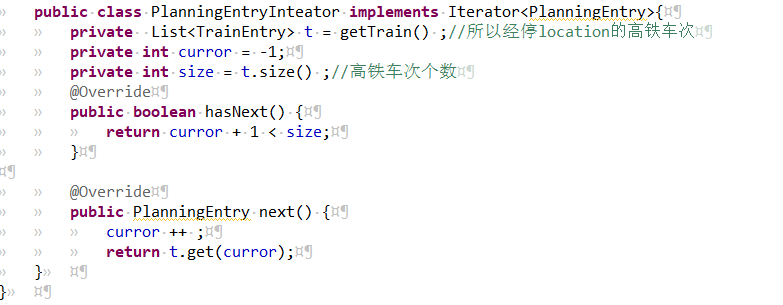 public class PlanningEntryInteator implements Iterator<PlanningEntry>{
private  List<TrainEntry> t = getTrain() ;//所以经停location的高铁车次
private int curror = -1;
private int size = t.size() ;//高铁车次个数
@Override
public boolean hasNext() {
return curror + 1 < size;
}
@Override
public PlanningEntry next() {
curror ++ ;
return t.get(curror);
}
}